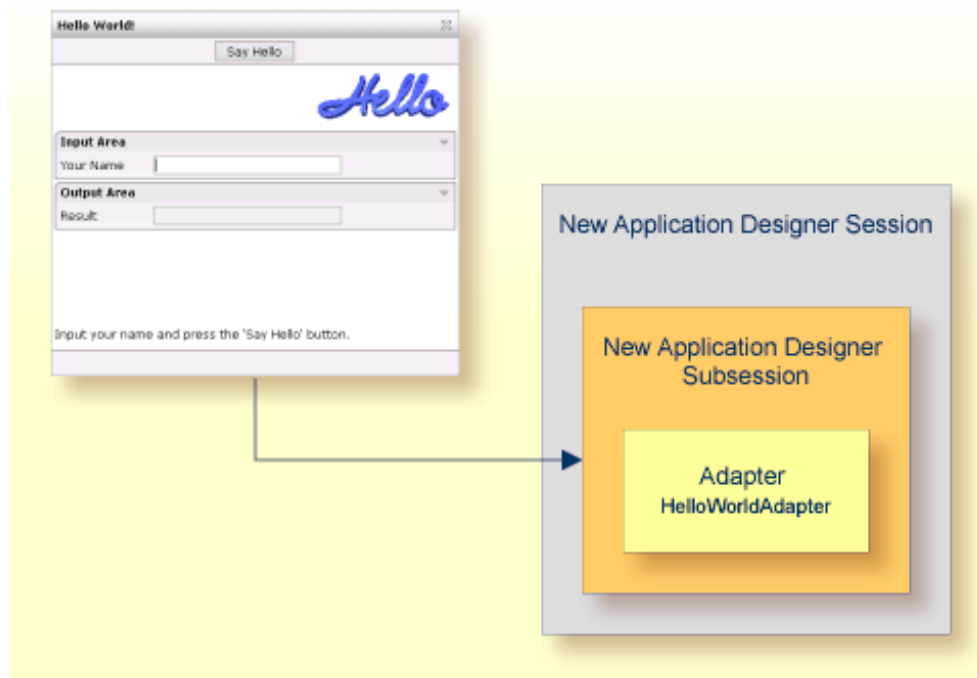 Hello World!
Say Hello
Hello
Input Area
Your Name
Output Area
Result
Input your name and press the 'Say Hello' button.
New Application Designer Session
New Application Designer
Subsession
Adapter
HelloWorldAdapter